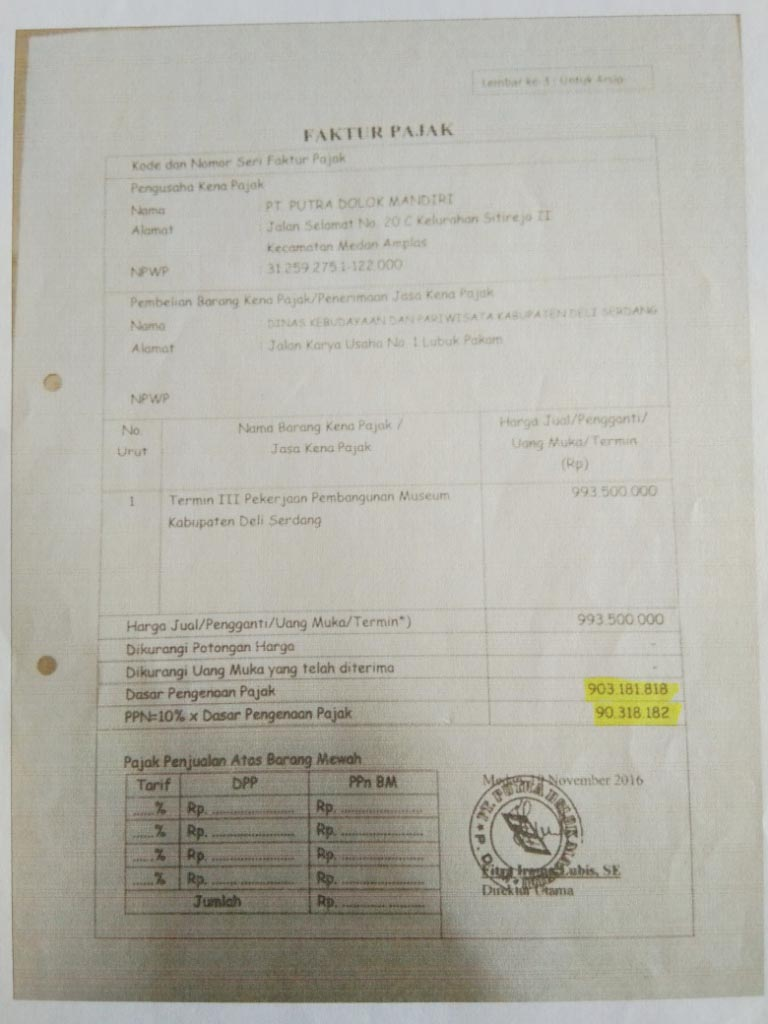 Lembar ke-3 : Untuk Arsip
FAKTUR PAJAK
Kode dan Nomor Seri Faktur Pajak
Pengusaha Kena Pajak
Nama : PT. PUTRA DOLOK MANDIRI
Alamat : Jalan Selamat No. 20 C Kelurahan Sitirejo II
Kecamatan Medan Amplas
NPWP : 31.259.275.1-122.000
Pembelian Barang Kena Pajak/Penerimaan Jasa Kena Pajak
Nama : DINAS KEBUDAYAAN DAN PARIWISATA KABUPATEN DELI SERDANG
Alamat : Jalan Karya Usaha No. 1 Lubuk Pakam
NPWP
No. Urut Nama Barang Kena Pajak / Jasa Kena Pajak Harga Jual/Pengganti/ Uang Muka/Termin (Rp)
1 Termin III Pekerjaan Pembangunan Museum 993.500.000
Kabupaten Deli Serdang
Harga Jual/Pengganti/Uang Muka/Termin*) 993.500.000
Dikurangi Potongan Harga -
Dikurangi Uang Muka yang telah diterima -
Dasar Pengenaan Pajak 903.181.818
PPN=10% x Dasar Pengenaan Pajak 90.318.182
Pajak Penjualan Atas Barang Mewah
Tarif DPP PPn BM
......% Rp. .................... Rp. ....................
......% Rp. .................... Rp. ....................
......% Rp. .................... Rp. ....................
......% Rp. .................... Rp. ....................
Jumlah Rp. ....................
November 2016
Lubis, SE
Direktur Utama